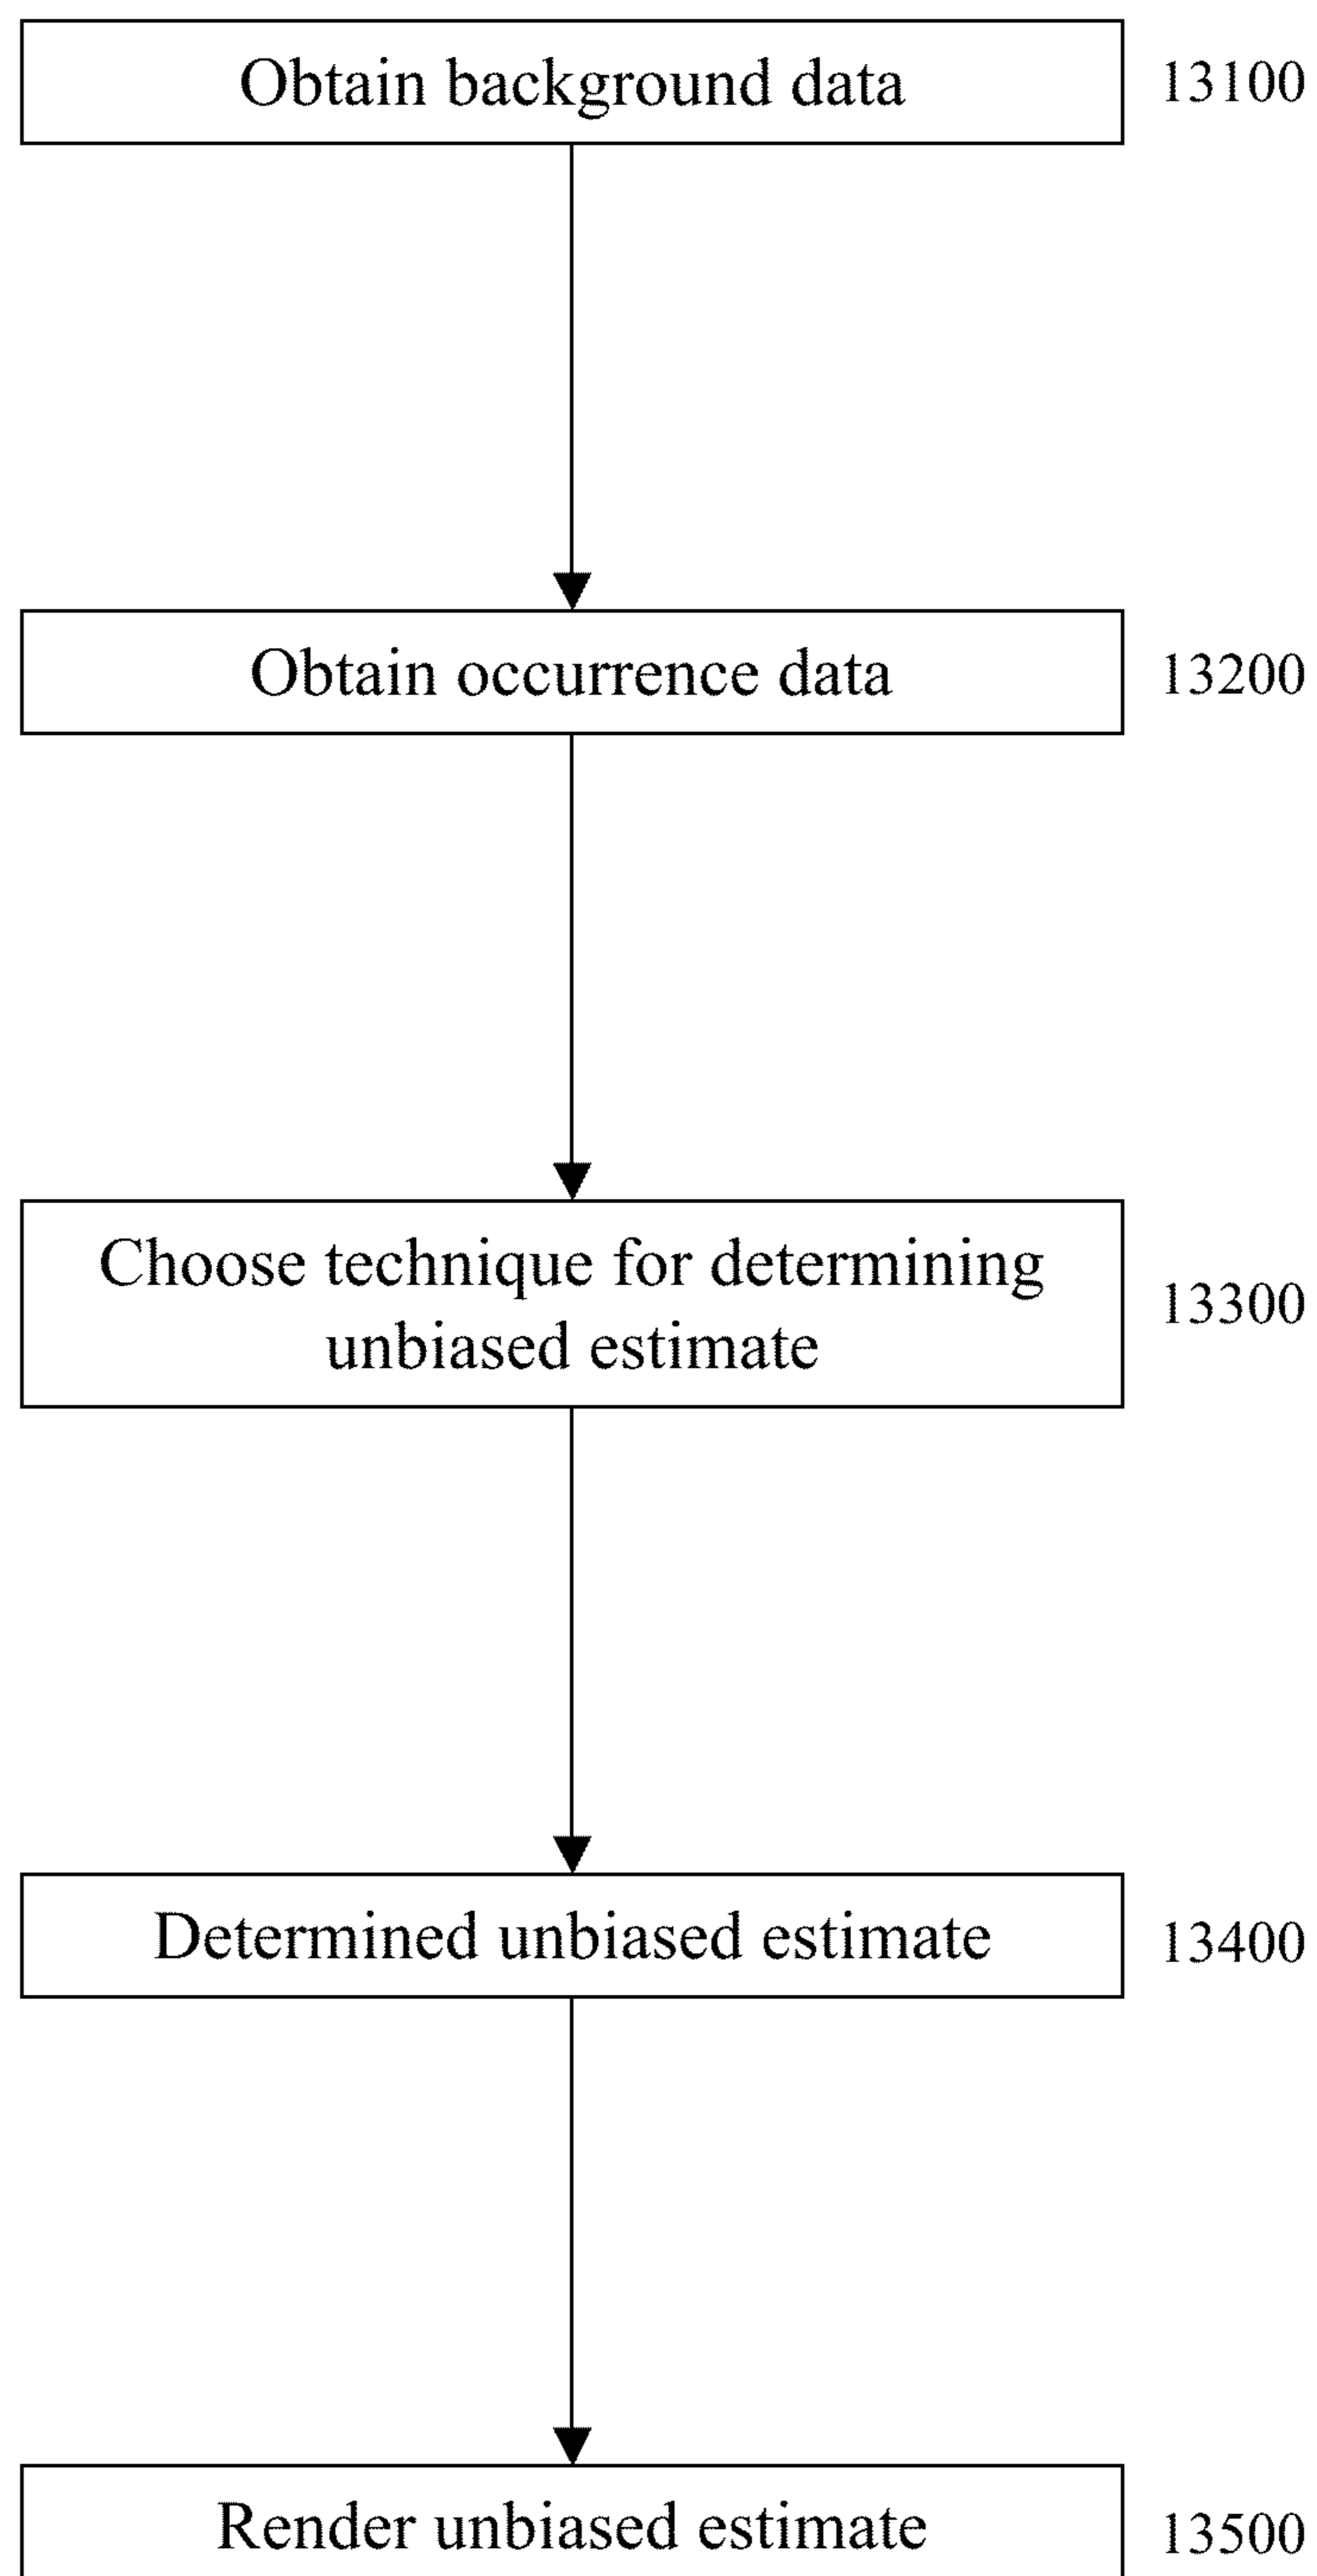 Obtain background data
13100
Obtain occurrence data
13200
Choose technique for determining
unbiased estimate
13300
Determined unbiased estimate
13400
Render unbiased estimate
13500